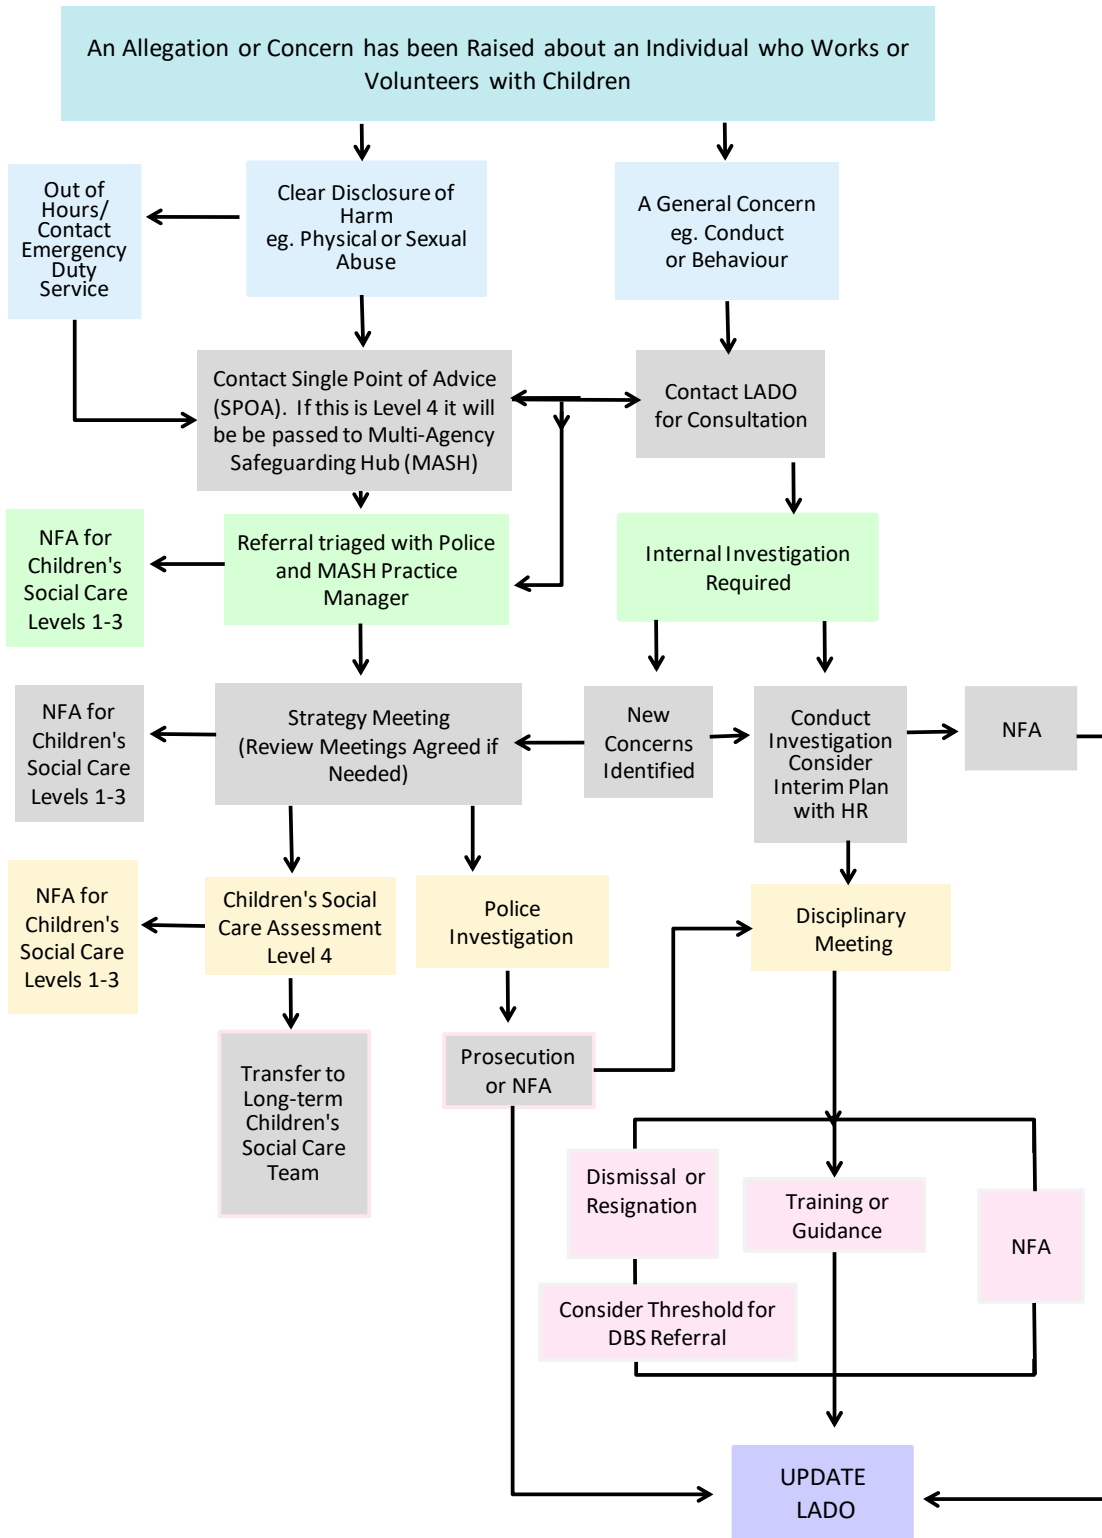 An Allegation or Concern has been Raised about an Individual who Works or
Volunteers with Children
Out of
Hours/
Contact
Emergency
Duty
Service
Clear Disclosure of
Harm
eg. Physical or Sexual
Abuse
A General Concern
eg. Conduct
or Behaviour
Contact Single Point of Advice
(SPOA). If this is Level 4 it will
be be passed to Multi-Agency
Safeguarding Hub (MASH)
Contact LADO
for Consultation
NFA for
Children's
Social Care
Levels 1-3
Referral triaged with Police
and MASH Practice
Manager
Internal Investigation
Required
NFA for
Children's
Social Care
Levels 1-3
Strategy Meeting
(Review Meetings Agreed if
Needed)
New
Concerns
Identified
Conduct
Investigation
Consider
Interim Plan
with HR
NFA
NFA for
Children's
Social Care
Levels 1-3
Children's Social
Care Assessment
Level 4
Police
Investigation
Disciplinary
Meeting
Transfer to
Long-term
Children's
Social Care
Team
Prosecution
or NFA
Dismissal or
Resignation
Training or
Guidance
NFA
Consider Threshold for
DBS Referral
UPDATE
LADO